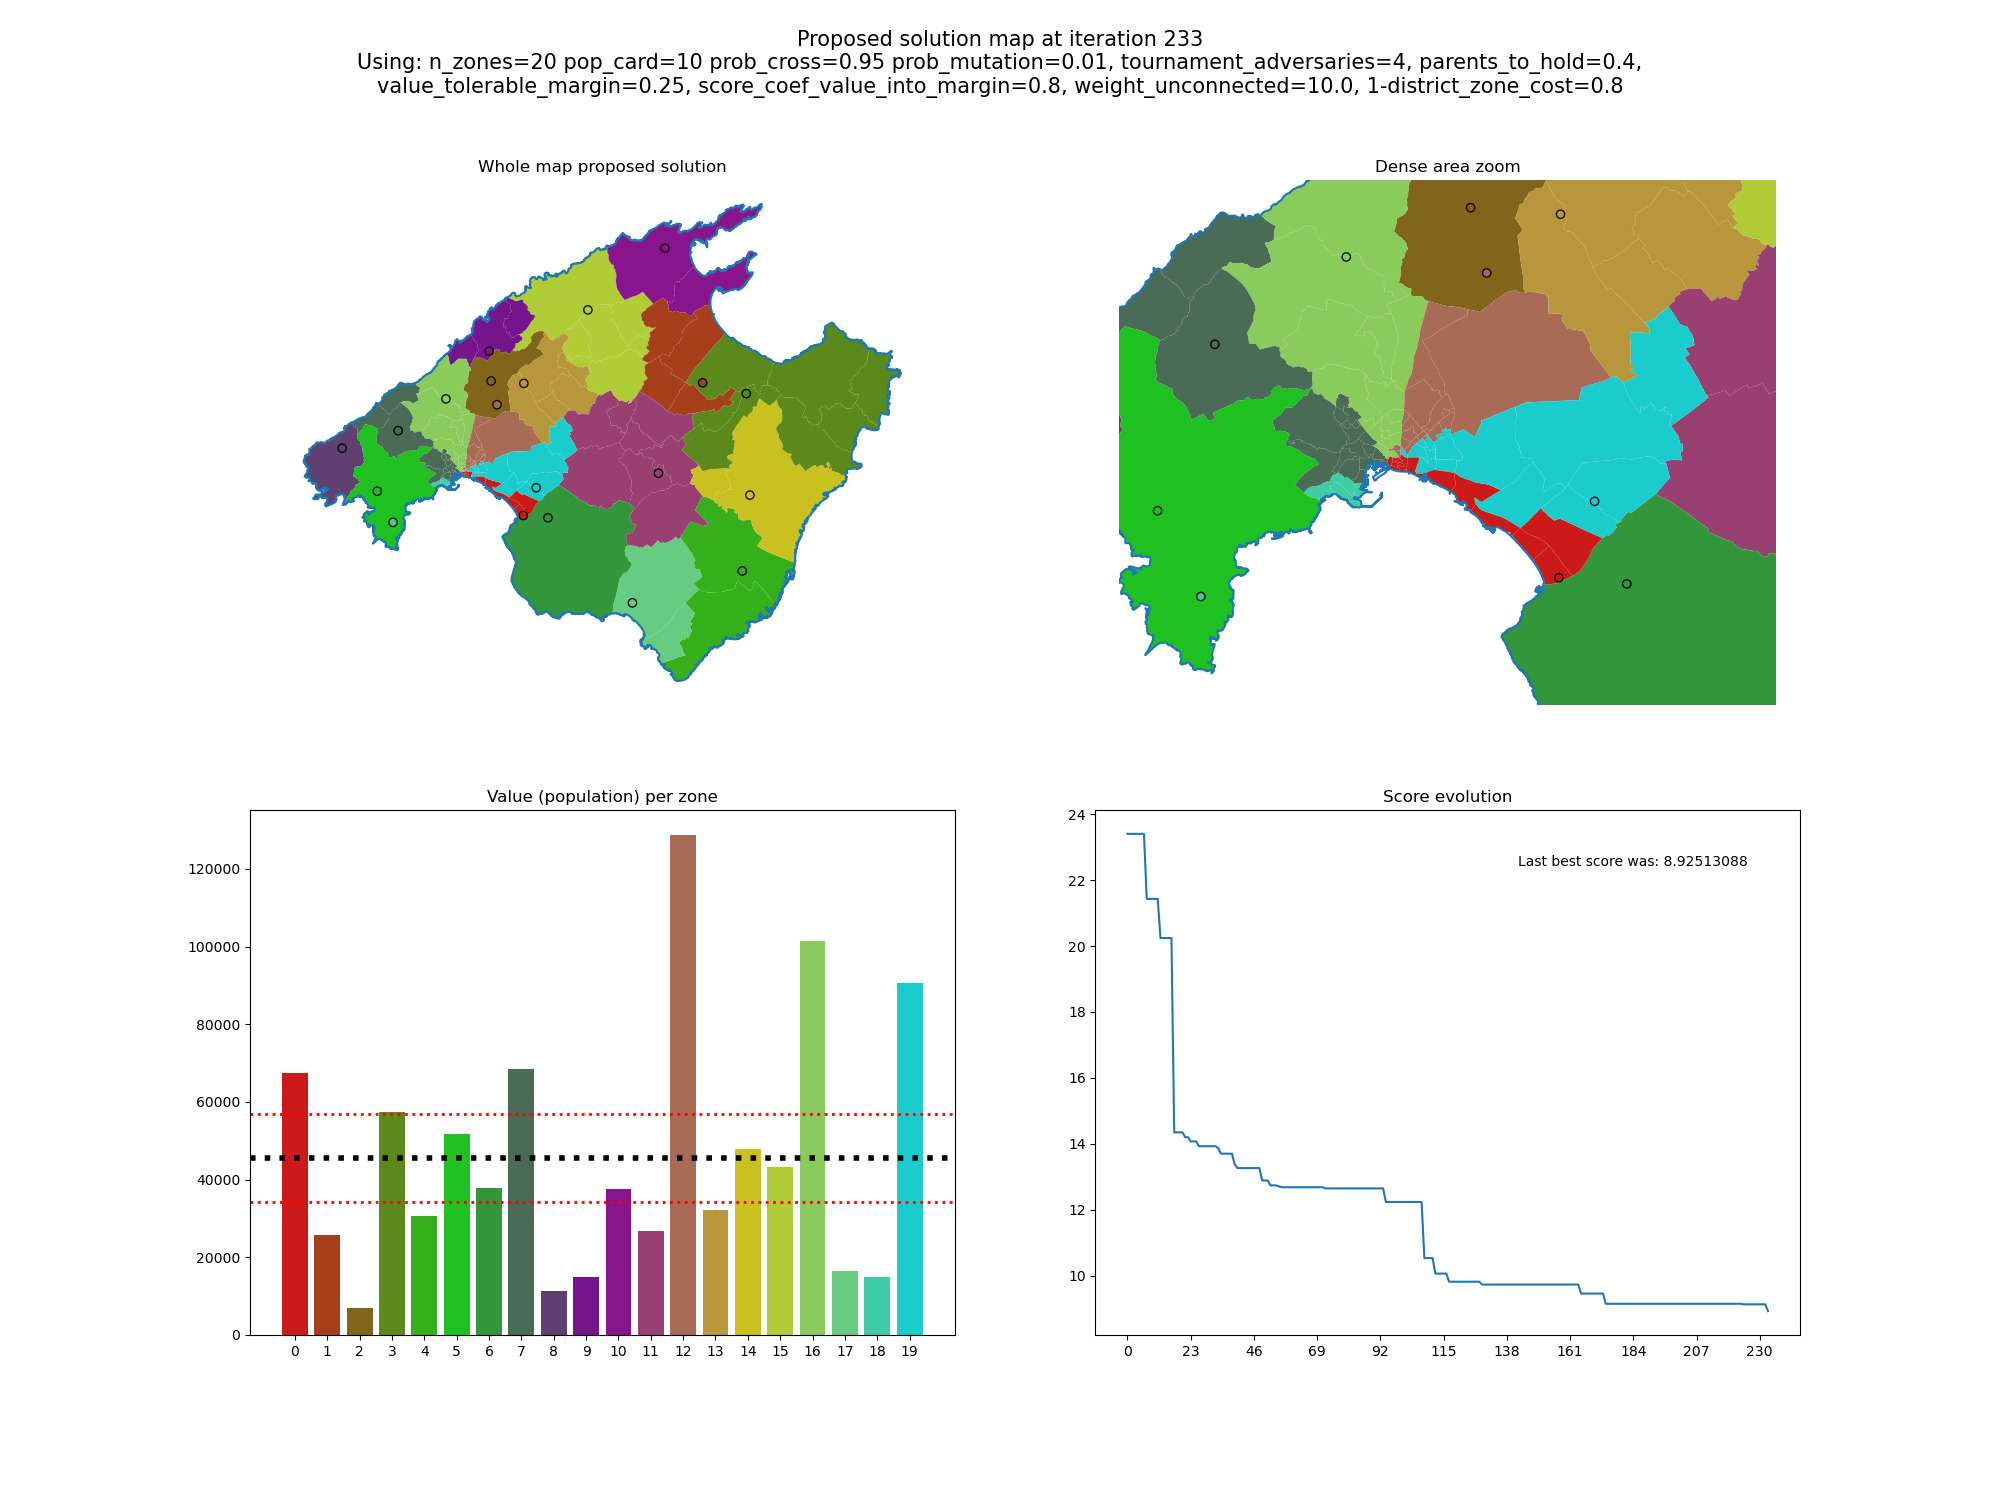 Proposed solution map at iteration 233
Using: n_zones=20 pop_card=10 prob_cross=0.95 prob_mutation=0.01, tournament_adversaries=4, parents_to_hold=0.4,
value_tolerable_margin=0.25, score_coef_value_into_margin=0.8, weight_unconnected=10.0, 1-district_zone_cost=0.8
Whole map proposed solution
Dense area zoom
Value (population) per zone
120000
100000
80000
60000
40000
20000
0
0 1 2 3 4 5 6 7 8 9 10 11 12 13 14 15 16 17 18 19
Score evolution
Last best score was: 8.92513088
24
22
20
18
16
14
12
10
0 23 46 69 92 115 138 161 184 207 230